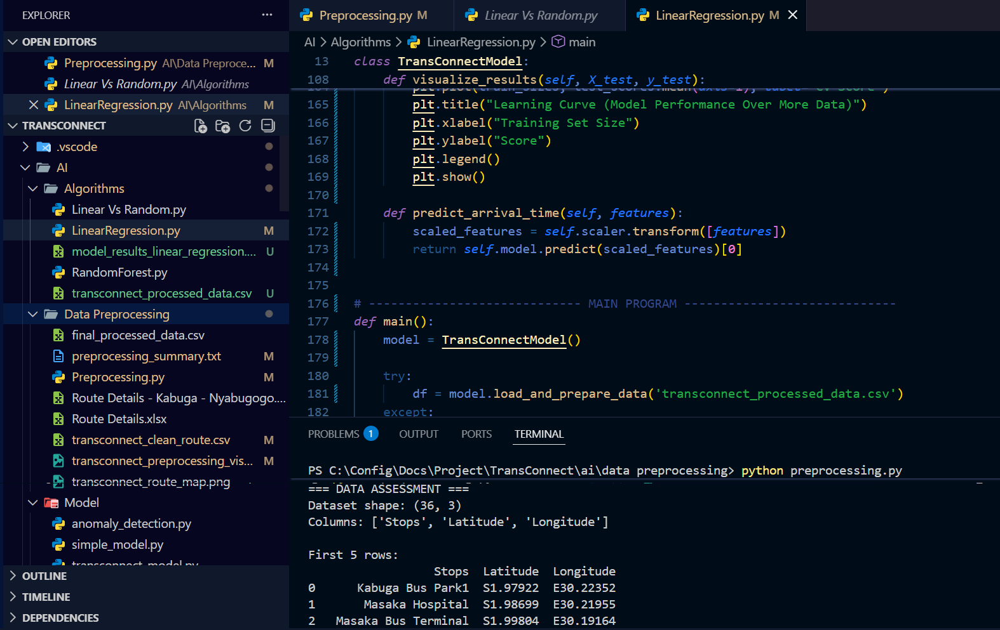 EXPLORER
OPEN EDITORS
Preprocessing.py AI\Data Preproce... M
Linear Vs Random.py AI\Algorithms
LinearRegression.py AI\Algorithms M
TRANSCONNECT
.vscode
AI
Algorithms
Linear Vs Random.py
LinearRegression.py M
model_results_linear_regression.... U
RandomForest.py
transconnect_processed_data.csv U
Data Preprocessing
final_processed_data.csv
preprocessing_summary.txt M
Preprocessing.py M
Route Details - Kabuga - Nyabugogo....
Route Details.xlsx
transconnect_clean_route.csv M
transconnect_preprocessing_vis... M
transconnect_route_map.png
Model
anomaly_detection.py
simple_model.py
transconnect_model.py
OUTLINE
TIMELINE
DEPENDENCIES
Preprocessing.py M
Linear Vs Random.py
LinearRegression.py M
AI > Algorithms > LinearRegression.py > main
13 class TransConnectModel:
108 def visualize_results(self, X_test, y_test):
165 plt.title("Learning Curve (Model Performance Over More Data)")
166 plt.xlabel("Training Set Size")
167 plt.ylabel("Score")
168 plt.legend()
169 plt.show()
170
171 def predict_arrival_time(self, features):
172 scaled_features = self.scaler.transform([features])
173 return self.model.predict(scaled_features)[0]
174
175
176 # ----------------------------- MAIN PROGRAM -----------------------------
177 def main():
178 model = TransConnectModel()
179
180 try:
181 df = model.load_and_prepare_data('transconnect_processed_data.csv')
182 except:
PROBLEMS 1 OUTPUT PORTS TERMINAL
PS C:\Config\Docs\Project\TransConnect\ai\data preprocessing> python preprocessing.py
=== DATA ASSESSMENT ===
Dataset shape: (36, 3)
Columns: ['Stops', 'Latitude', 'Longitude']
First 5 rows:
Stops Latitude Longitude
0 Kabuga Bus Park1 S1.97922 E30.22352
1 Masaka Hospital S1.98699 E30.21955
2 Masaka Bus Terminal S1.99804 E30.19164